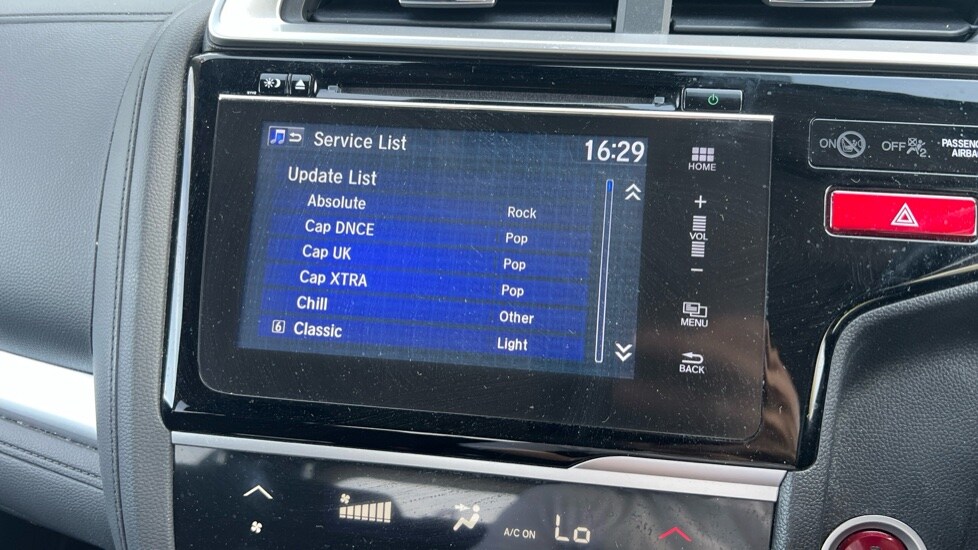 Service List 16:29
Update List
Absolute Rock
Cap DNCE Pop
Cap UK Pop
Cap XTRA Pop
Chill Other
6 Classic Light
HOME
+
VOL
−
MENU
BACK
ON OFF 2 PASSENG
AIRBA
A/C ON Lo